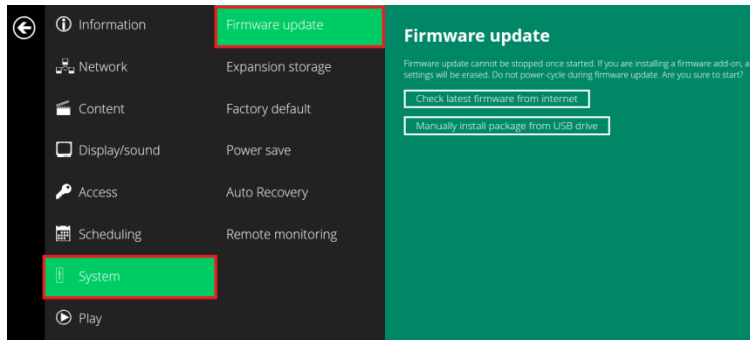 Information
Network
Content
Display/sound
Access
Scheduling
System
Play
Firmware update
Expansion storage
Factory default
Power save
Auto Recovery
Remote monitoring
Firmware update
Firmware update cannot be stopped once started. If you are installing a firmware add-on, a
settings will be erased. Do not power-cycle during firmware update. Are you sure to start?
Check latest firmware from internet
Manually install package from USB drive